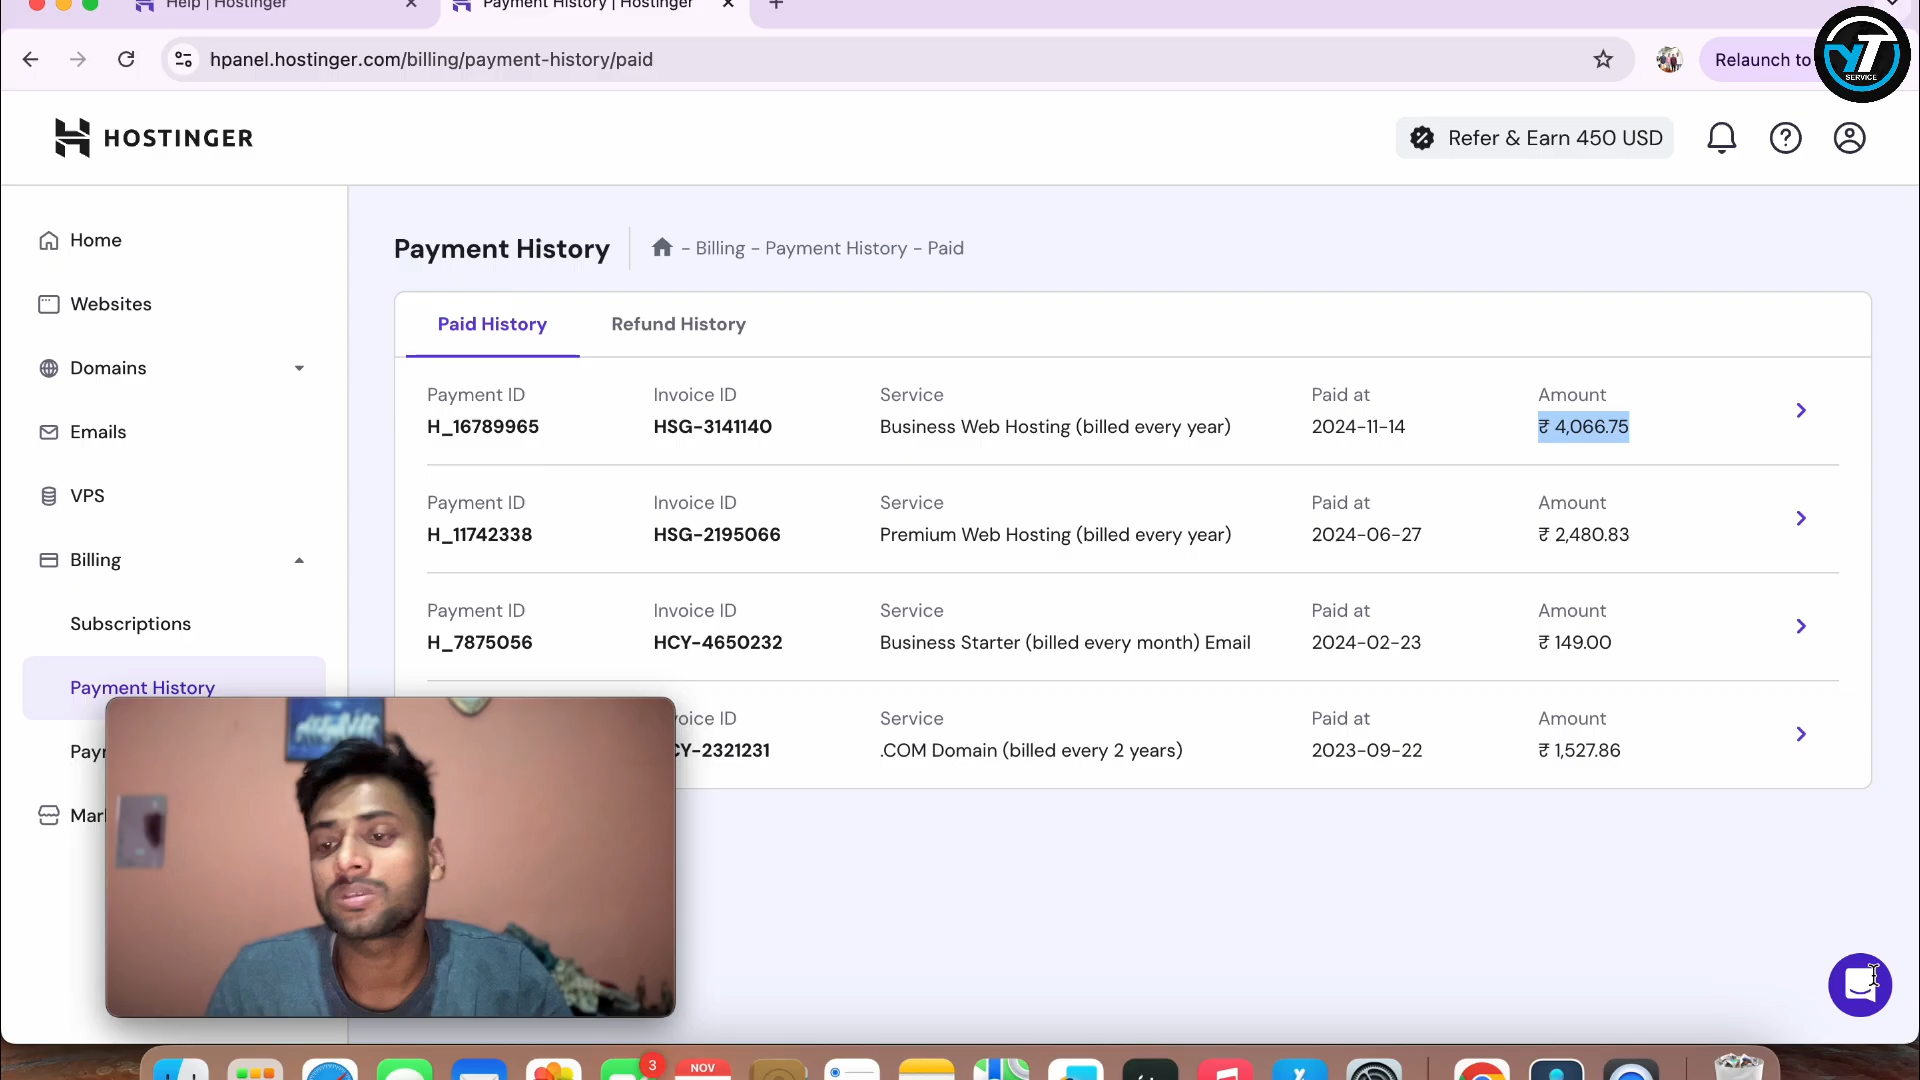 Help | Hostinger
Payment History | Hostinger
hpanel.hostinger.com/billing/payment-history/paid
Relaunch to
YT
SERVICE
HOSTINGER
Refer & Earn 450 USD
Home
Websites
Domains
Emails
VPS
Billing
Subscriptions
Payment History
Payment History
- Billing - Payment History - Paid
Paid History
Refund History
Payment ID Invoice ID Service Paid at Amount
H_16789965 HSG-3141140 Business Web Hosting (billed every year) 2024-11-14 ₹ 4,066.75
Payment ID Invoice ID Service Paid at Amount
H_11742338 HSG-2195066 Premium Web Hosting (billed every year) 2024-06-27 ₹ 2,480.83
Payment ID Invoice ID Service Paid at Amount
H_7875056 HCY-4650232 Business Starter (billed every month) Email 2024-02-23 ₹ 149.00
voice ID Service Paid at Amount
CY-2321231 .COM Domain (billed every 2 years) 2023-09-22 ₹ 1,527.86
3
NOV